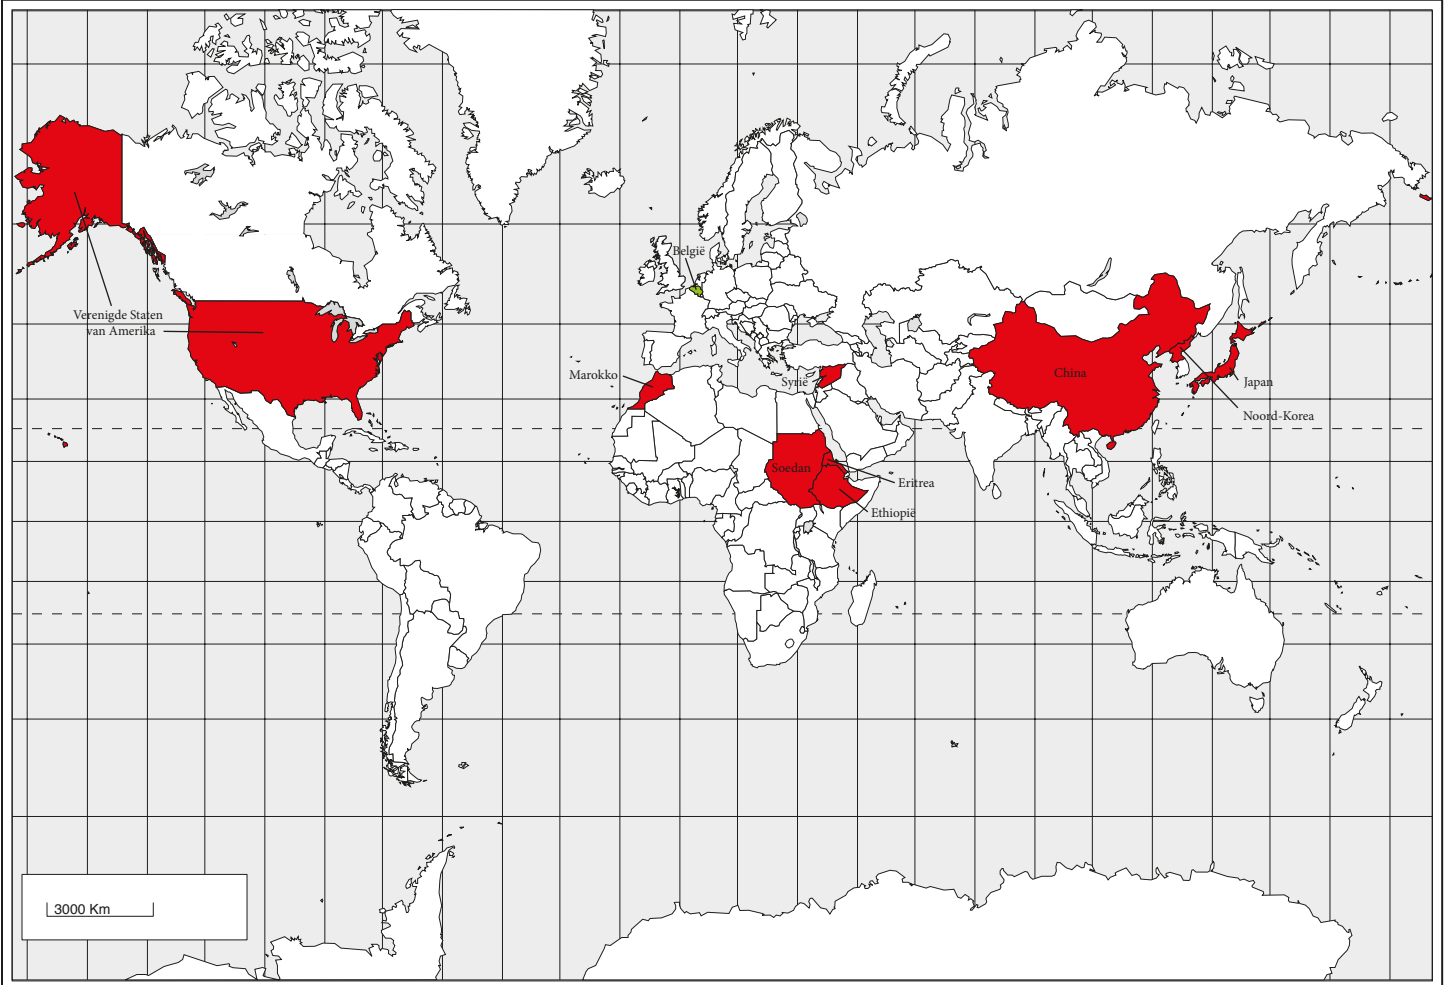 België
Verenigde Staten
van Amerika
Marokko
Syrië
China
Japan
Noord-Korea
Soedan
Eritrea
Ethiopië
3000 Km